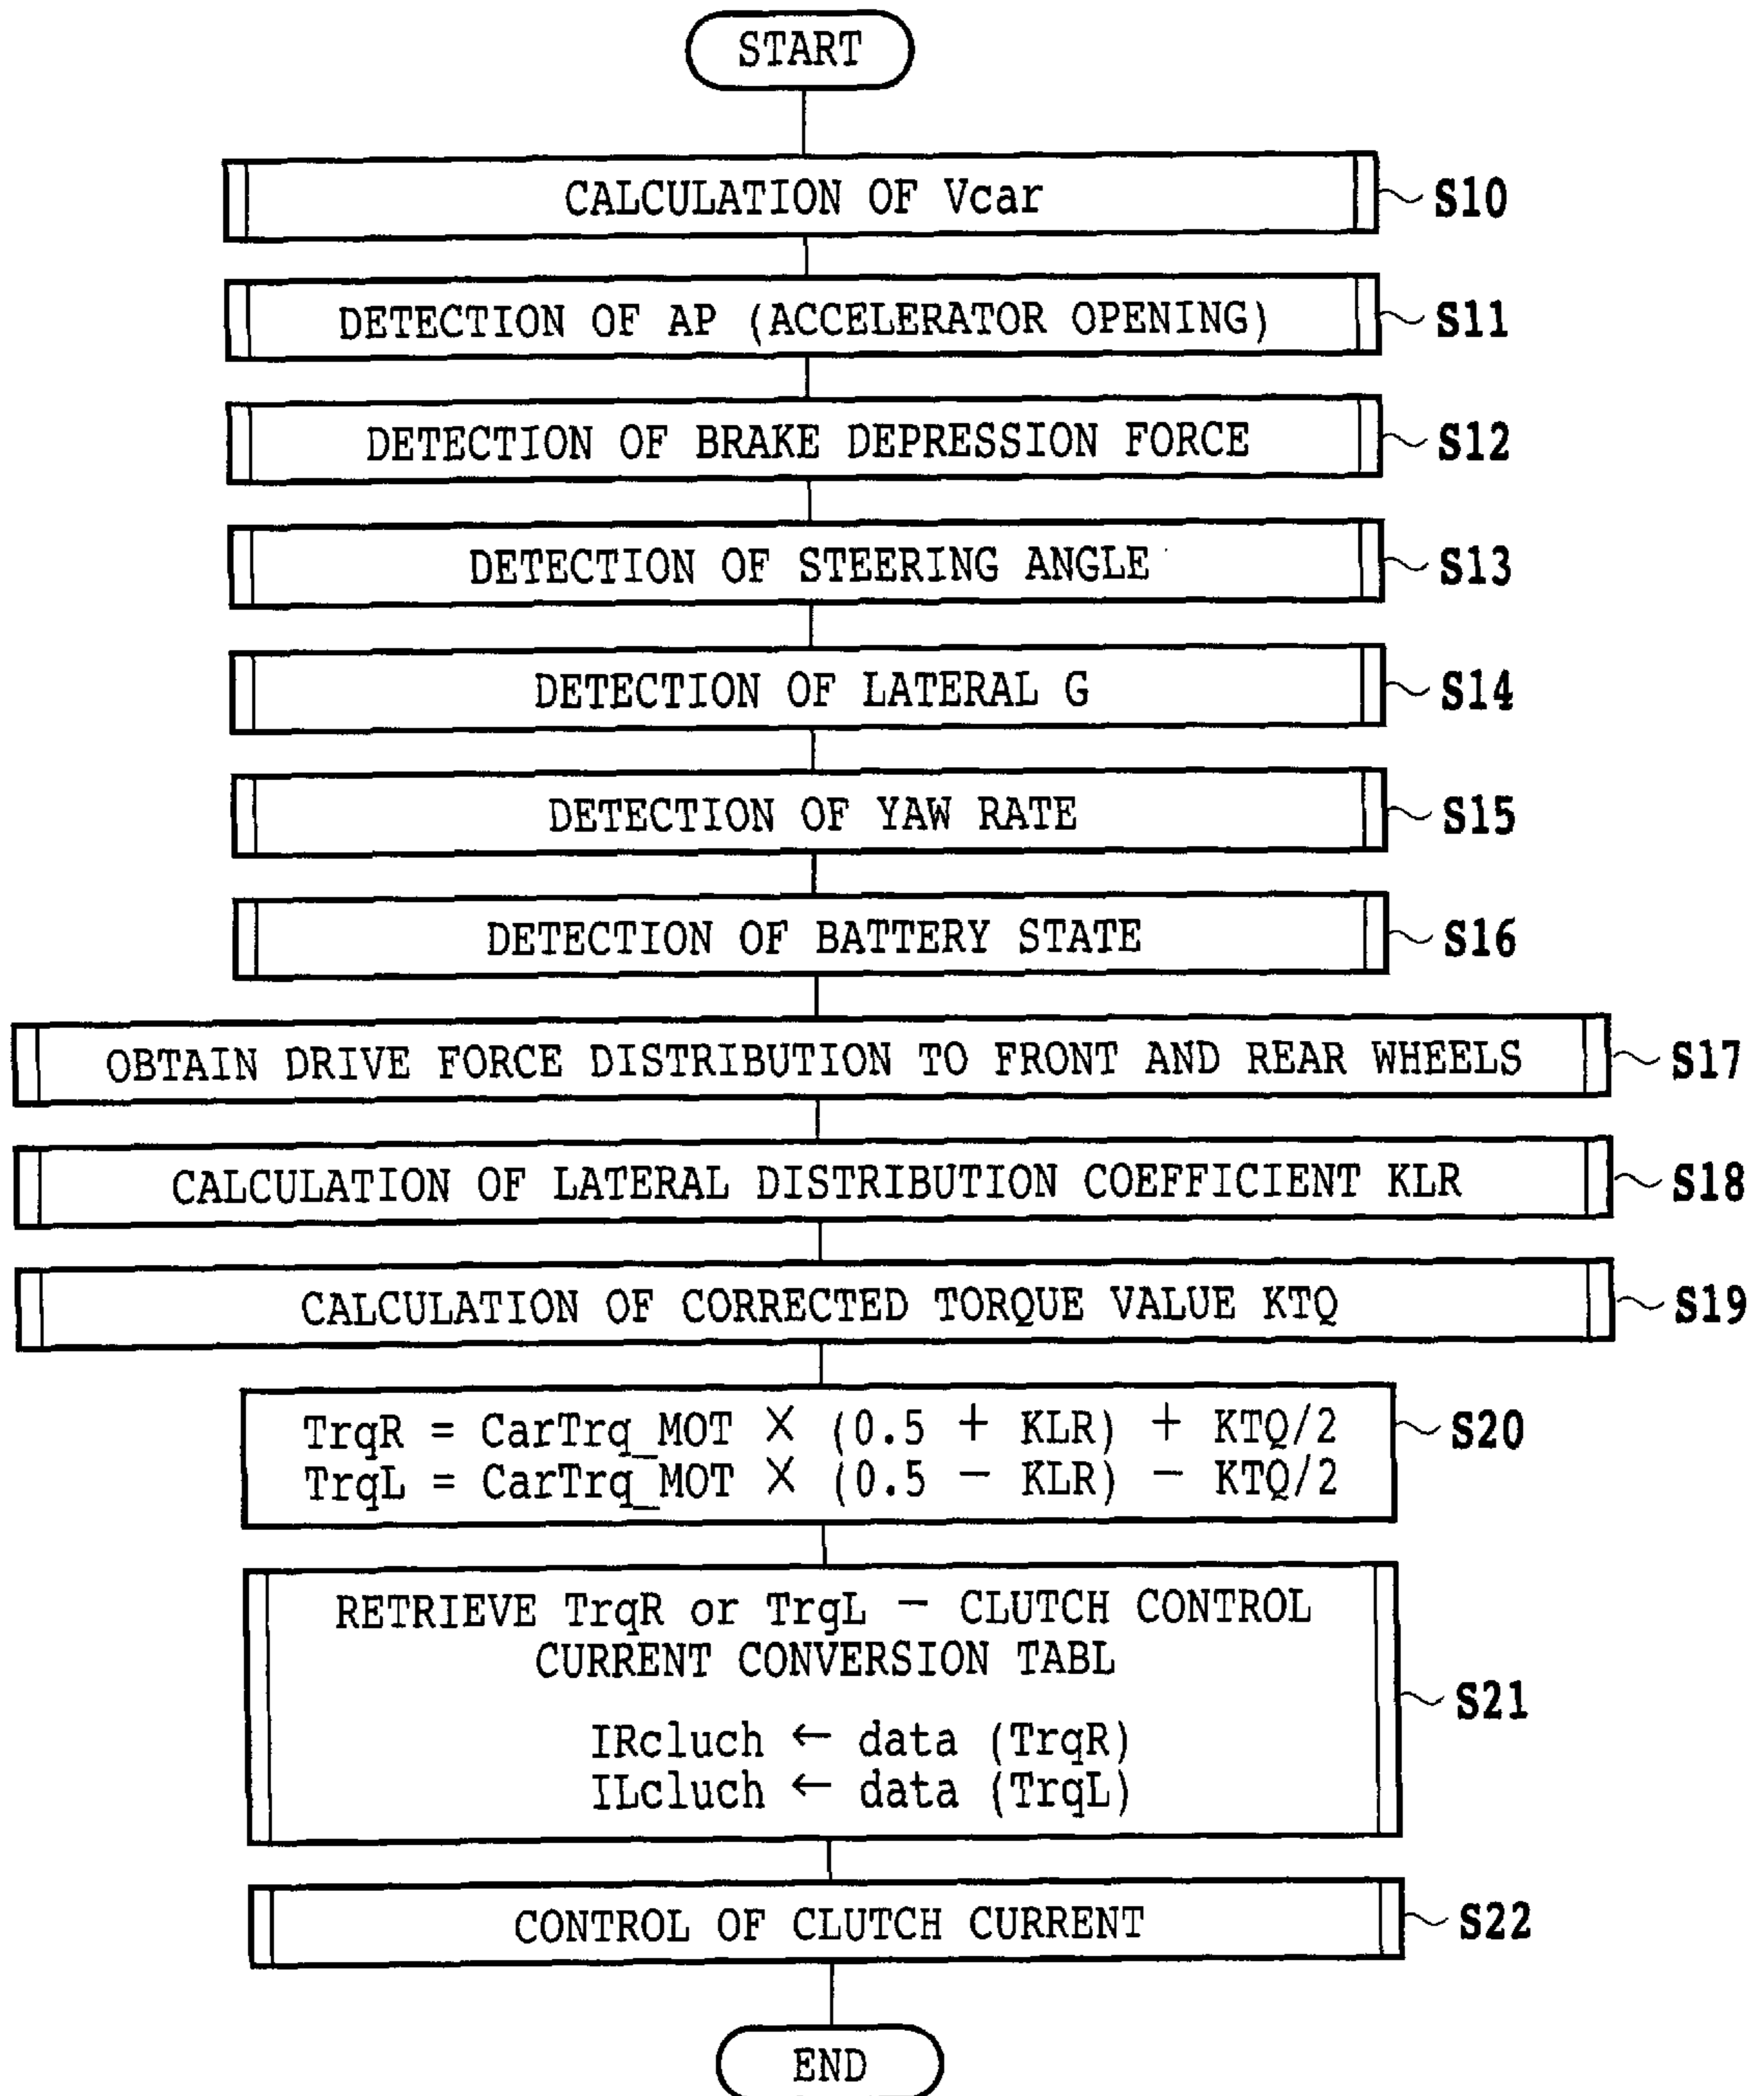 START
CALCULATION OF Vcar
S10
DETECTION OF AP (ACCELERATOR OPENING)
S11
DETECTION OF BRAKE DEPRESSION FORCE
S12
DETECTION OF STEERING ANGLE
S13
DETECTION OF LATERAL G
S14
DETECTION OF YAW RATE
S15
DETECTION OF BATTERY STATE
S16
OBTAIN DRIVE FORCE DISTRIBUTION TO FRONT AND REAR WHEELS
S17
CALCULATION OF LATERAL DISTRIBUTION COEFFICIENT KLR
S18
CALCULATION OF CORRECTED TORQUE VALUE KTQ
S19
TrqR = CarTrq_MOT × (0.5 + KLR) + KTQ/2
TrqL = CarTrq_MOT × (0.5 − KLR) − KTQ/2
S20
RETRIEVE TrqR or TrqL − CLUTCH CONTROL
CURRENT CONVERSION TABL
IRcluch ← data (TrqR)
ILcluch ← data (TrqL)
S21
CONTROL OF CLUTCH CURRENT
S22
END